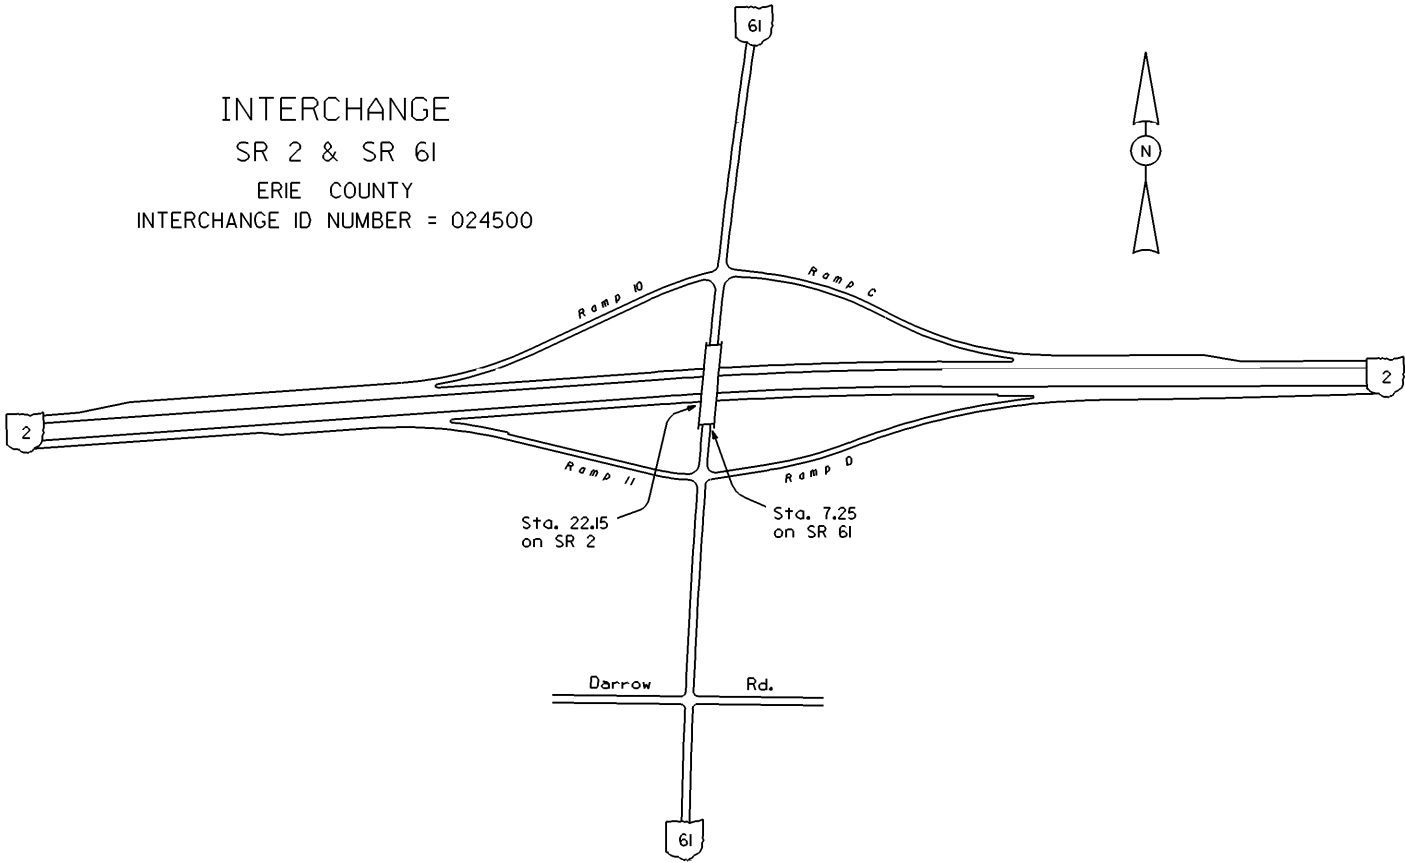 61
INTERCHANGE
SR 2 & SR 61
ERIE COUNTY
INTERCHANGE ID NUMBER = 024500
N
Ramp 10
Ramp C
2
2
Ramp 11
Ramp D
Sta. 22.15
on SR 2
Sta. 7.25
on SR 61
Darrow Rd.
61